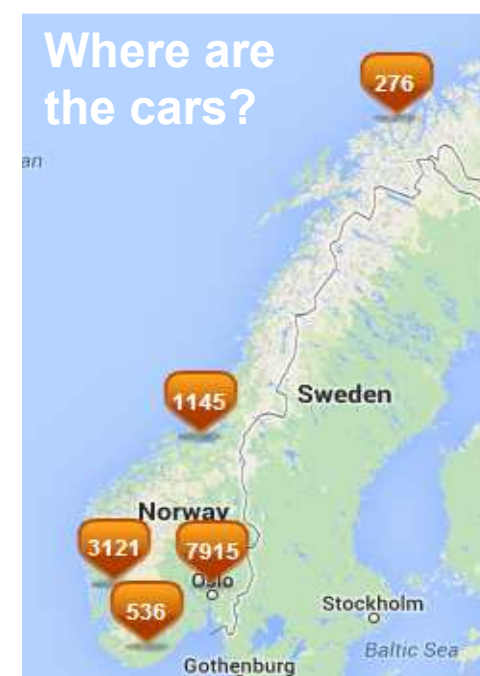 Where are
the cars?
276
an
1145
Sweden
Norway
3121
7915
Oslo
536
Stockholm
Baltic Sea
Gothenburg